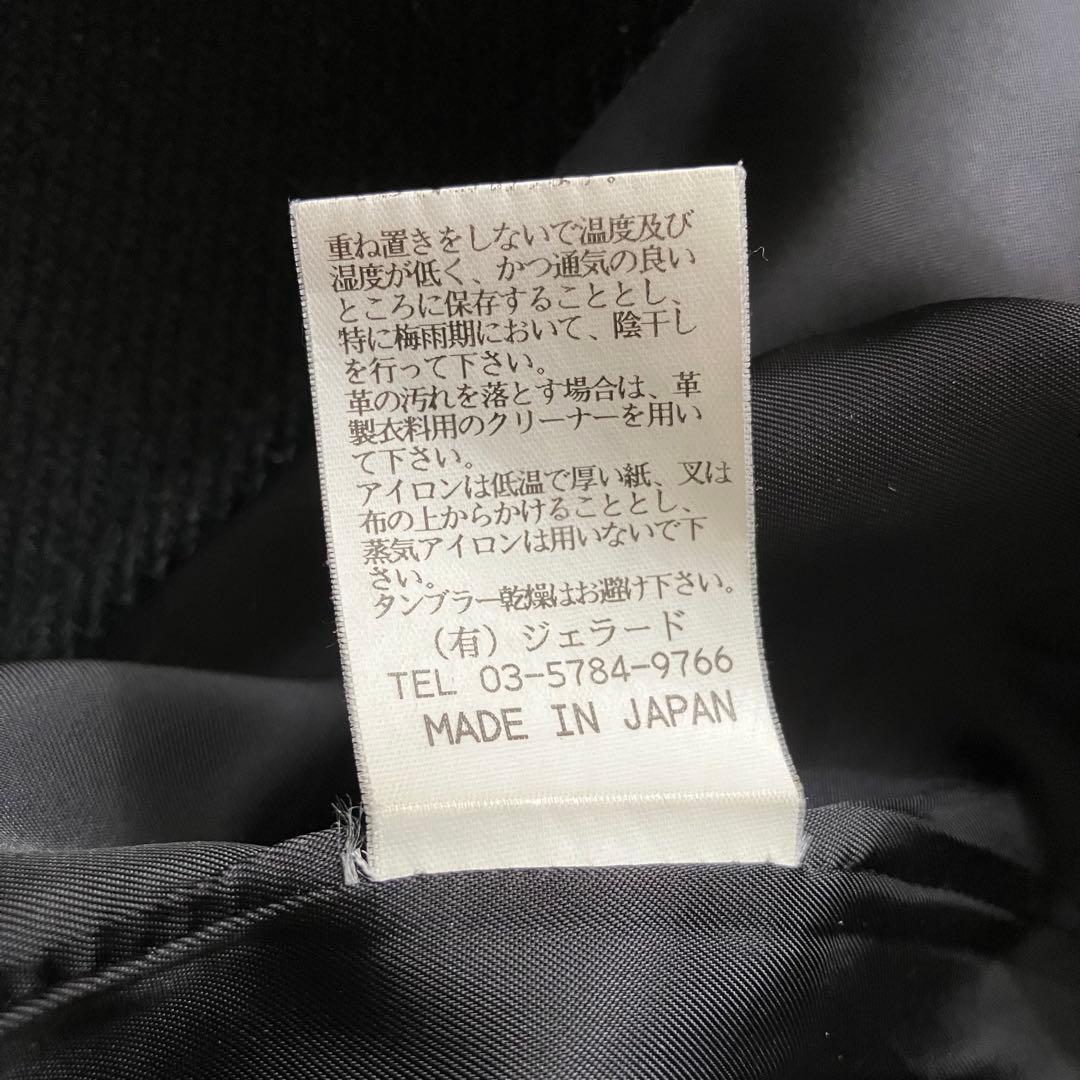 重ね置きをしないで温度及び
湿度が低く、かつ通気の良い
ところに保存することとし、
特に梅雨期において、陰干し
を行って下さい。
革の汚れを落とす場合は、革
製衣料用のクリーナーを用い
て下さい。
アイロンは低温で厚い紙、叉は
布の上からかけることとし、
蒸気アイロンは用いないで下
さい。
タンブラー乾燥はお避け下さい。
(有) ジェラード
TEL 03-5784-9766
MADE IN JAPAN